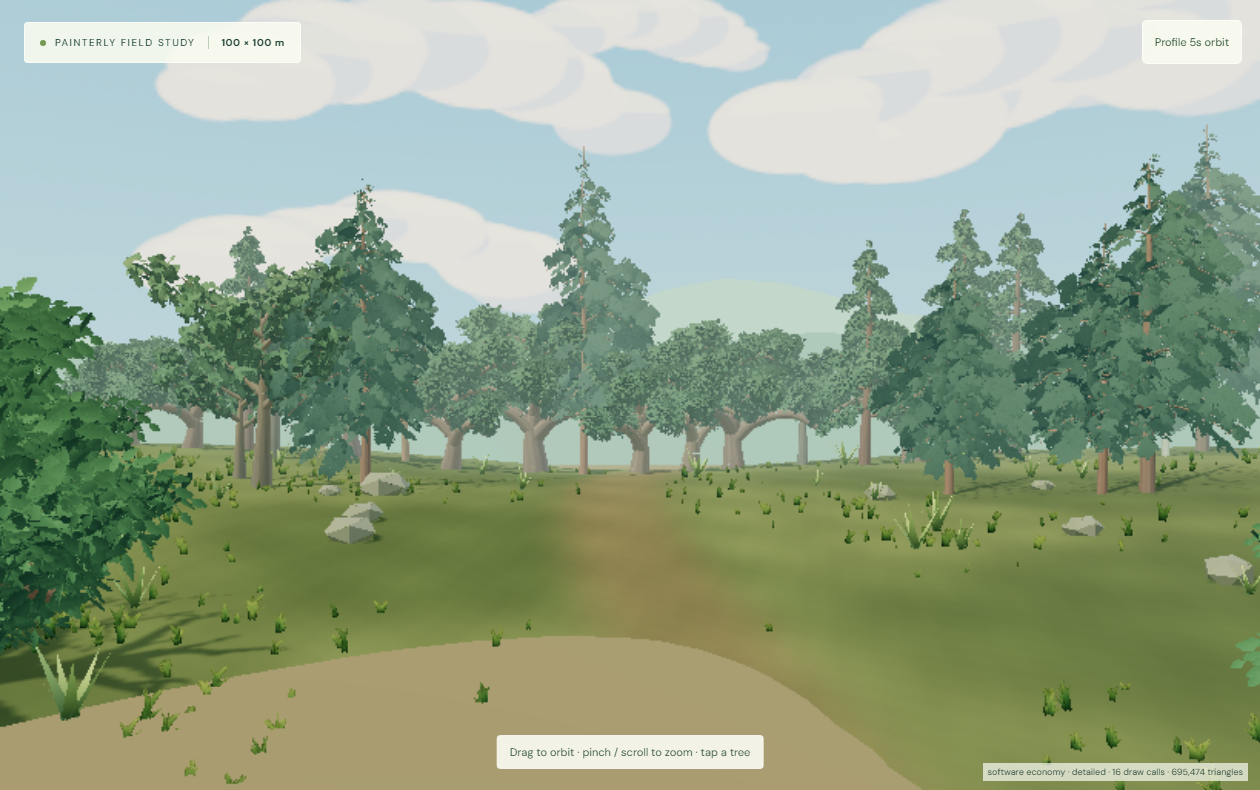 PAINTERLY FIELD STUDY 100 × 100 m
Profile 5s orbit
Drag to orbit · pinch / scroll to zoom · tap a tree
software economy · detailed · 16 draw calls · 695,474 triangles